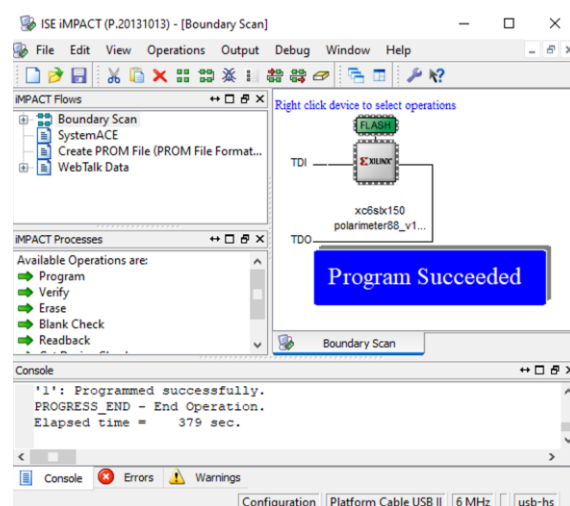 ISE iMPACT (P.20131013) - [Boundary Scan]
File Edit View Operations Output Debug Window Help
iMPACT Flows
Boundary Scan
SystemACE
Create PROM File (PROM File Format...
WebTalk Data
iMPACT Processes
Available Operations are:
Program
Verify
Erase
Blank Check
Readback
Right click device to select operations
FLASH
TDI
XILINX
xc6slx150
polarimeter88_v1...
TDO
Program Succeeded
Boundary Scan
Console
'1': Programmed successfully.
PROGRESS_END - End Operation.
Elapsed time = 379 sec.
Console Errors Warnings
Configuration Platform Cable USB II 6 MHz usb-hs